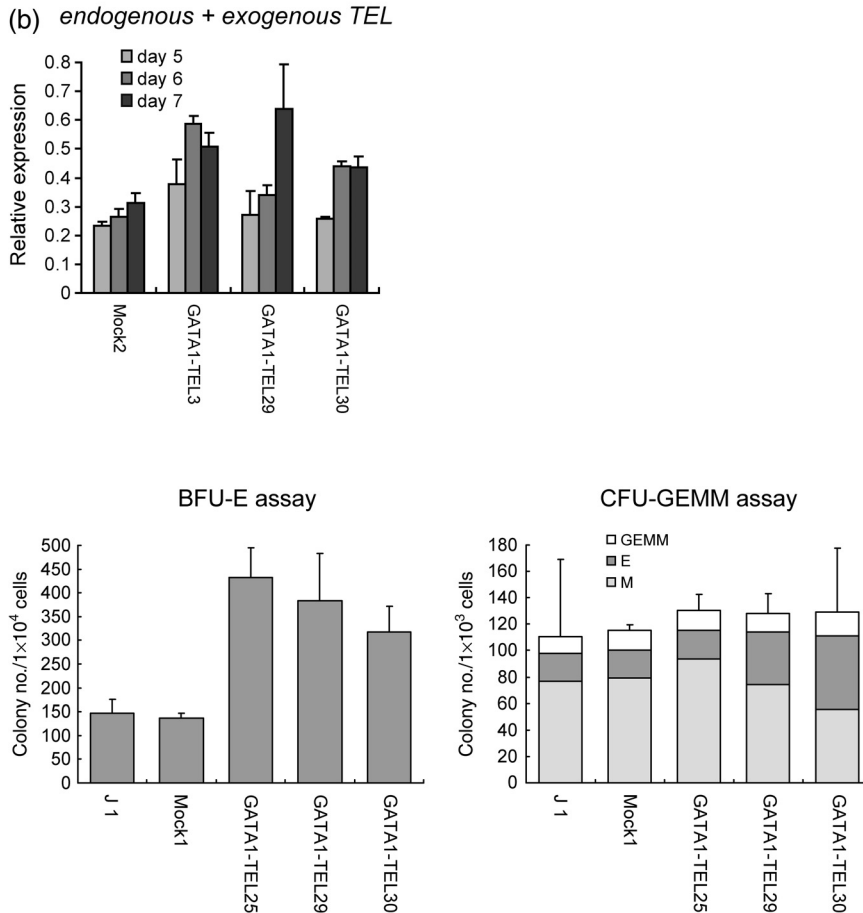 (b) endogenous + exogenous TEL
day 5
day 6
day 7
Relative expression
0.8
0.7
0.6
0.5
0.4
0.3
0.2
0.1
0
Mock2
GATA1-TEL3
GATA1-TEL29
GATA1-TEL30
BFU-E assay
Colony no./1×10⁴ cells
500
450
400
350
300
250
200
150
100
50
0
J 1
Mock1
GATA1-TEL25
GATA1-TEL29
GATA1-TEL30
CFU-GEMM assay
GEMM
E
M
Colony no./1×10³ cells
180
160
140
120
100
80
60
40
20
0
J 1
Mock1
GATA1-TEL25
GATA1-TEL29
GATA1-TEL30